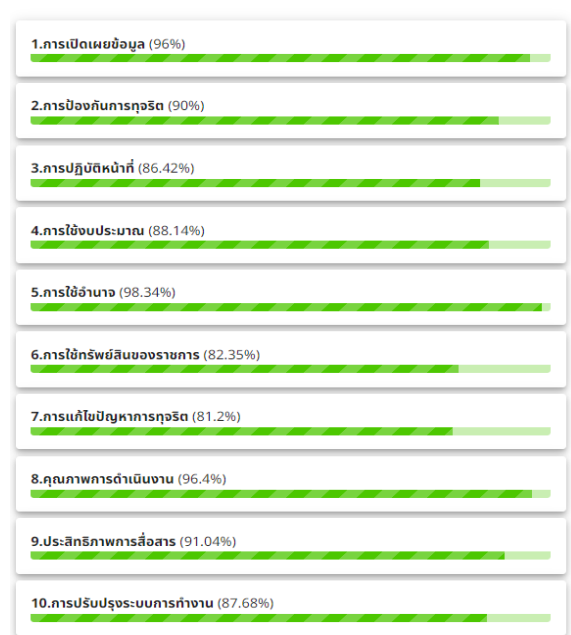 1.การเปิดเผยข้อมูล (96%)
2.การป้องกันการทุจริต (90%)
3.การปฏิบัติหน้าที่ (86.42%)
4.การใช้งบประมาณ (88.14%)
5.การใช้อำนาจ (98.34%)
6.การใช้ทรัพย์สินของราชการ (82.35%)
7.การแก้ไขปัญหาการทุจริต (81.2%)
8.คุณภาพการดำเนินงาน (96.4%)
9.ประสิทธิภาพการสื่อสาร (91.04%)
10.การปรับปรุงระบบการทำงาน (87.68%)